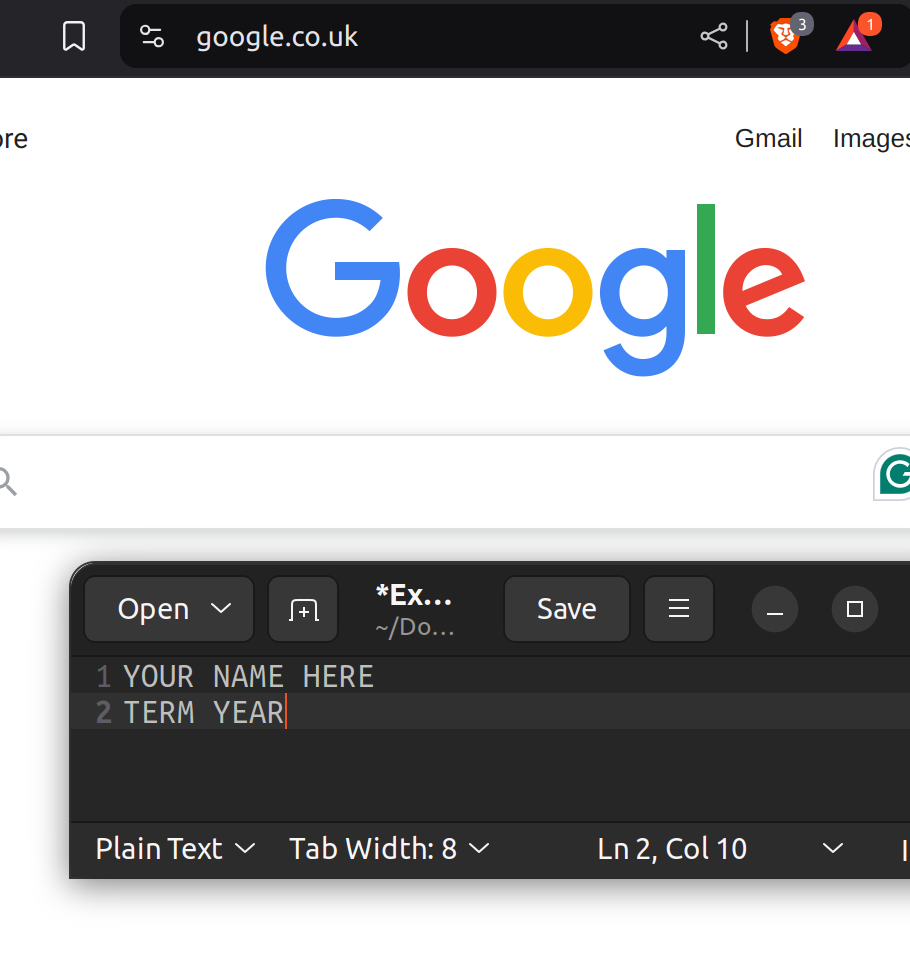 google.co.uk
3
1
ore
Gmail Images
Google
Open
*Ex...
~/Do...
Save
1 YOUR NAME HERE
2 TERM YEAR
Plain Text
Tab Width: 8
Ln 2, Col 10